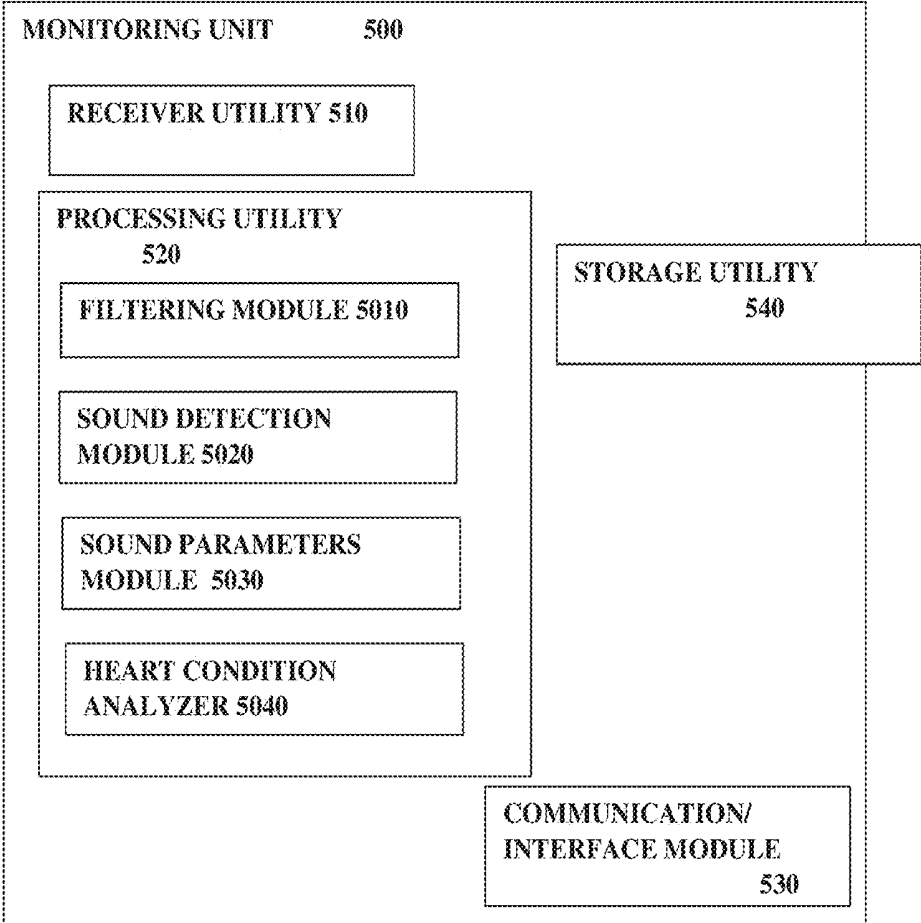 MONITORING UNIT 500
RECEIVER UTILITY 510
PROCESSING UTILITY
520
FILTERING MODULE 5010
STORAGE UTILITY
540
SOUND DETECTION
MODULE 5020
SOUND PARAMETERS
MODULE 5030
HEART CONDITION
ANALYZER 5040
COMMUNICATION/
INTERFACE MODULE
530